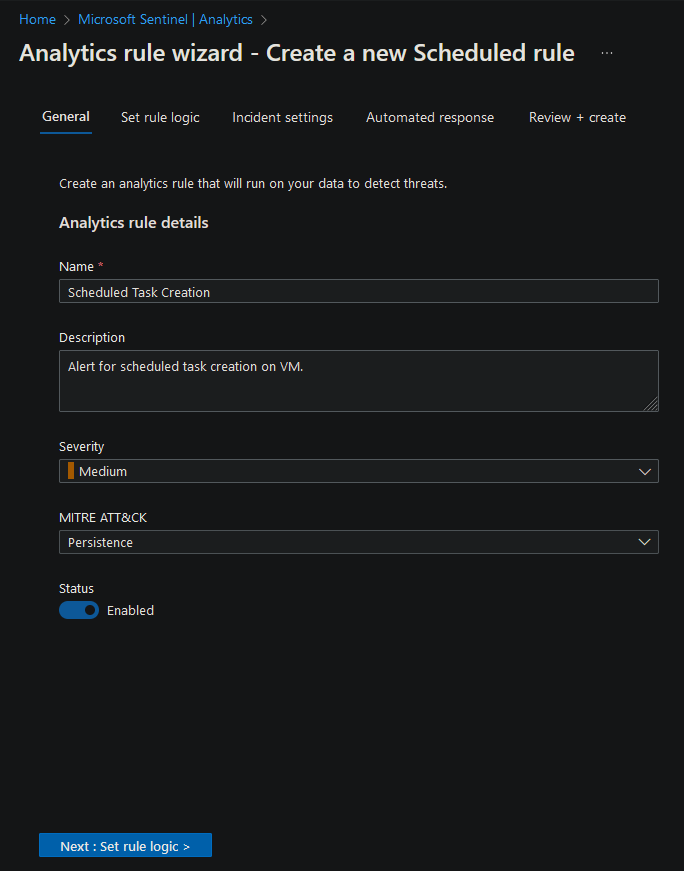 Home > Microsoft Sentinel | Analytics >
Analytics rule wizard - Create a new Scheduled rule ...
General Set rule logic Incident settings Automated response Review + create
Create an analytics rule that will run on your data to detect threats.
Analytics rule details
Name *
Scheduled Task Creation
Description
Alert for scheduled task creation on VM.
Severity
Medium
MITRE ATT&CK
Persistence
Status
Enabled
Next : Set rule logic >